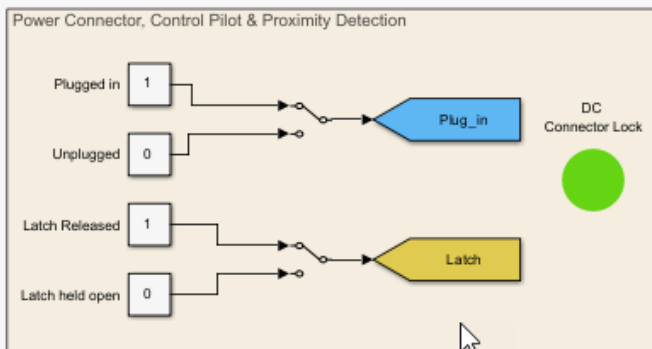 Power Connector, Control Pilot & Proximity Detection
Plugged in
1
Plug_in
DC
Connector Lock
Unplugged
0
Latch Released
1
Latch
Latch held open
0